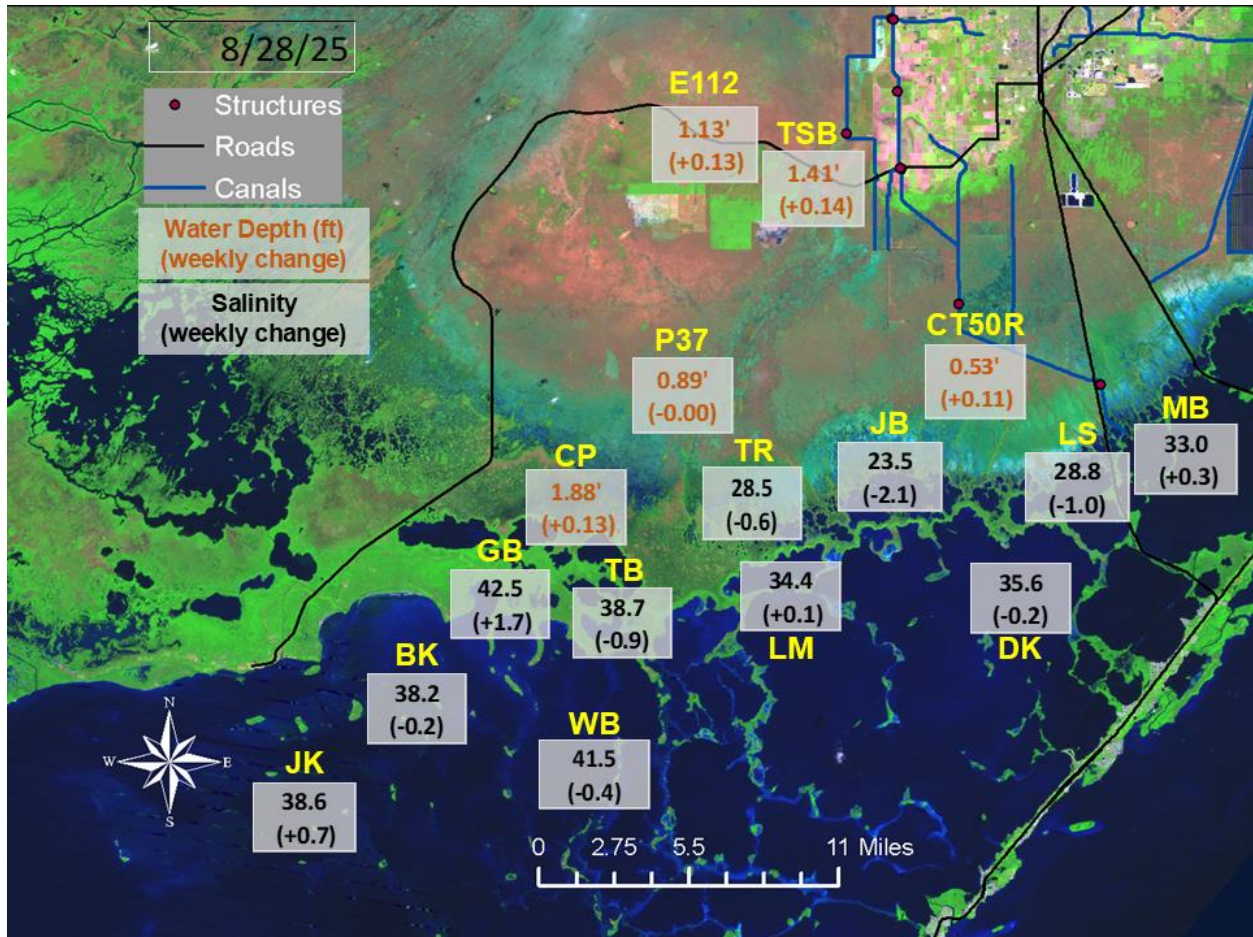 8/28/25
Structures
Roads
Canals
Water Depth (ft)
(weekly change)
Salinity
(weekly change)
E112
1.13'
(+0.13)
TSB
1.41'
(+0.14)
P37
0.89'
(-0.00)
CT50R
0.53'
(+0.11)
CP
1.88'
(+0.13)
TR
28.5
(-0.6)
JB
23.5
(-2.1)
LS
28.8
(-1.0)
MB
33.0
(+0.3)
GB
42.5
(+1.7)
TB
38.7
(-0.9)
34.4
(+0.1)
LM
35.6
(-0.2)
DK
BK
38.2
(-0.2)
WB
41.5
(-0.4)
JK
38.6
(+0.7)
N
W E
S
0 2.75 5.5 11 Miles